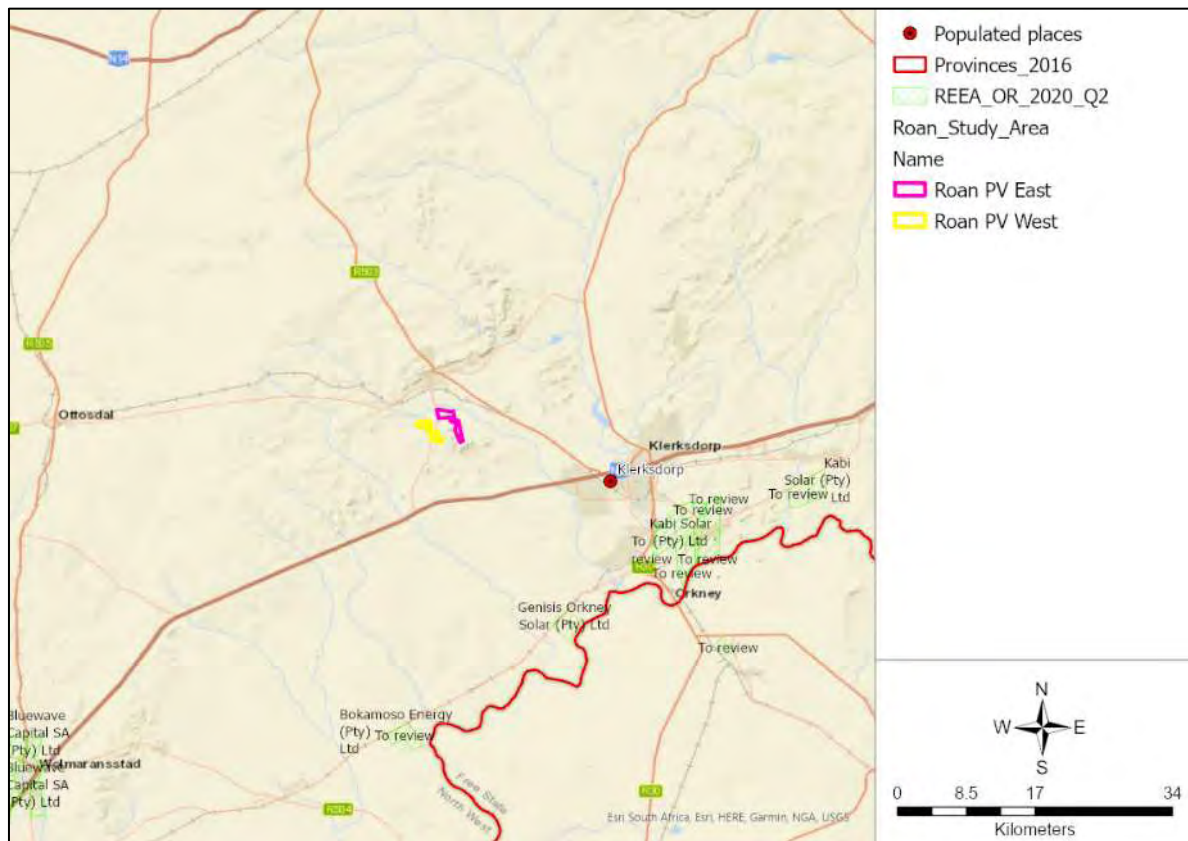 N14
R503
R505
Ottosdal
Klerksdorp
Klerksdorp
Kabi
Solar (Pty)
To review Ltd
To review
To review
Kabi Solar
To (Pty) Ltd
review To review
To review
Orkney
Genisis Orkney
Solar (Pty) Ltd
To review
Bokamoso Energy
(Pty) To review
Ltd
Bluewave
Capital SA
(Pty) Ltd
Bluewave
Wolmaransstad
Capital SA
(Pty) Ltd
R504
Free State
North West
R30
Esri South Africa, Esri, HERE, Garmin, NGA, USGS
Populated places
Provinces_2016
REEA_OR_2020_Q2
Roan_Study_Area
Name
Roan PV East
Roan PV West
N
W E
S
0 8.5 17 34
Kilometers